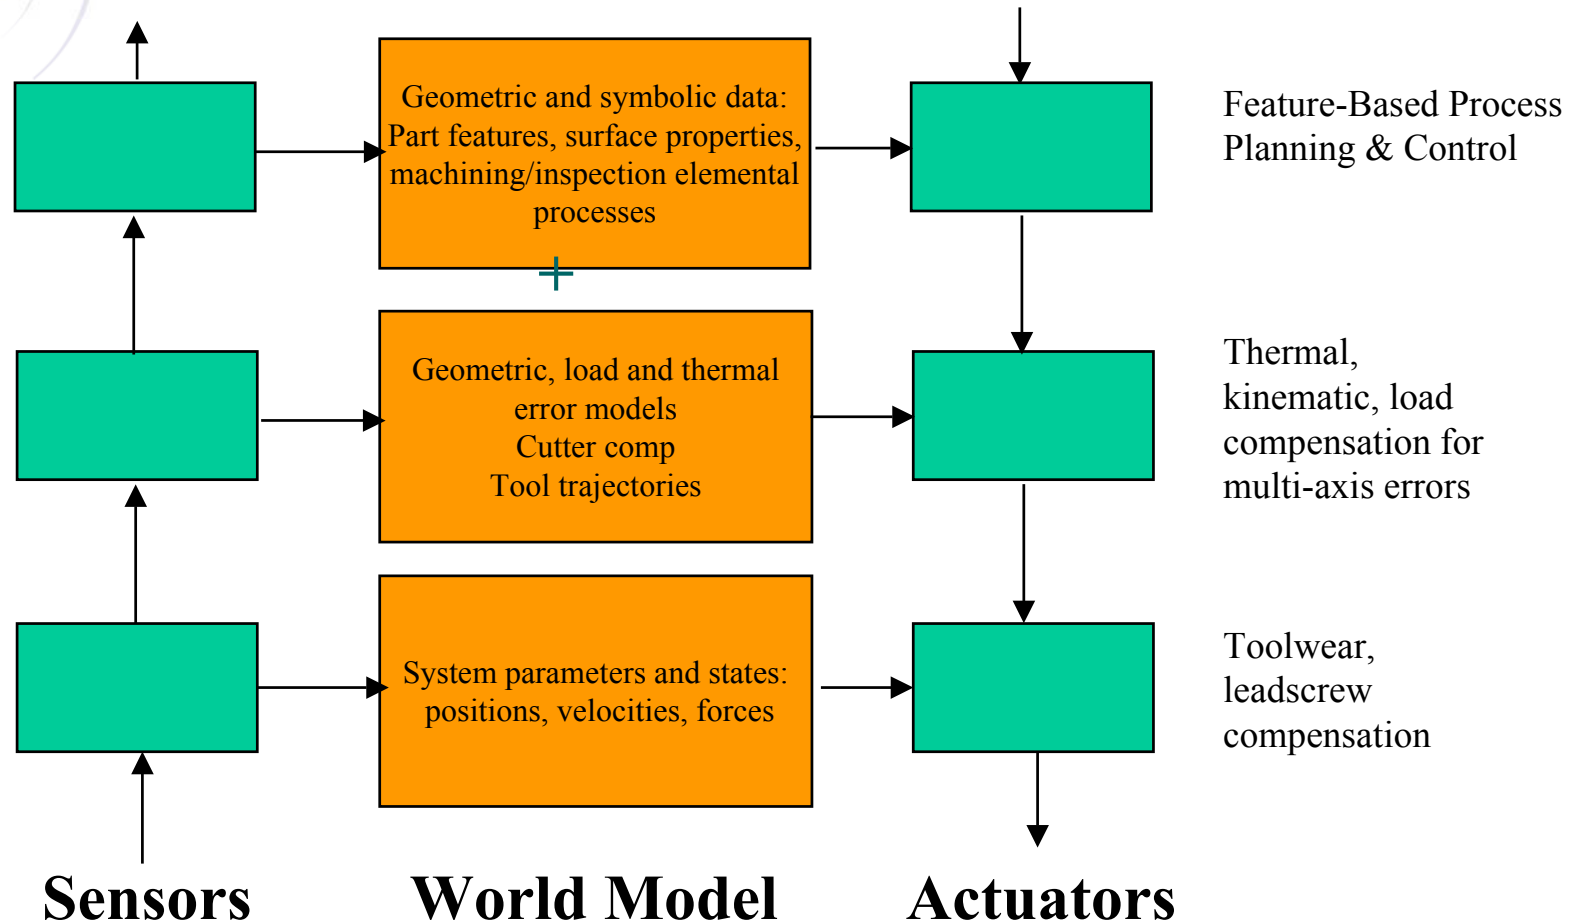 Geometric and symbolic data:
Part features, surface properties,
machining/inspection elemental
processes
Feature-Based Process
Planning & Control
+
Geometric, load and thermal
error models
Cutter comp
Tool trajectories
Thermal,
kinematic, load
compensation for
multi-axis errors
System parameters and states:
positions, velocities, forces
Toolwear,
leadscrew
compensation
Sensors
World Model
Actuators